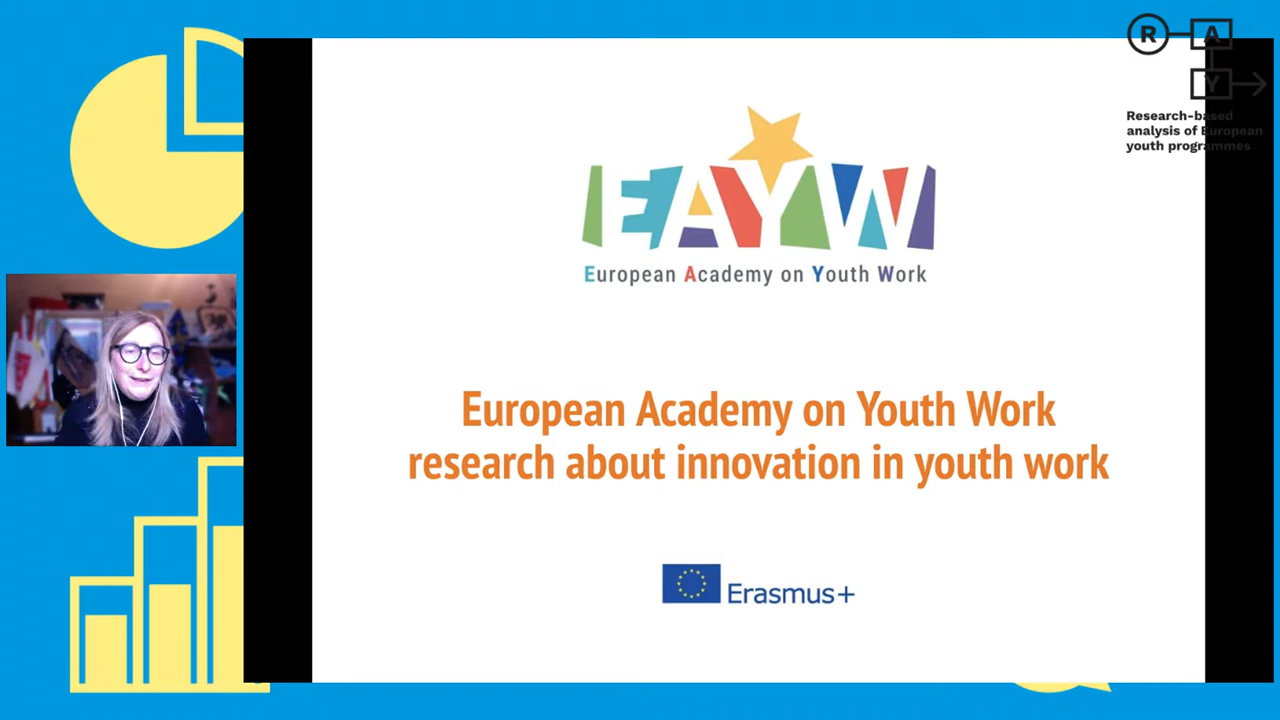 R A
Y
Research-based
analysis of European
youth programmes
EAYW
European Academy on Youth Work
European Academy on Youth Work
research about innovation in youth work
Erasmus+